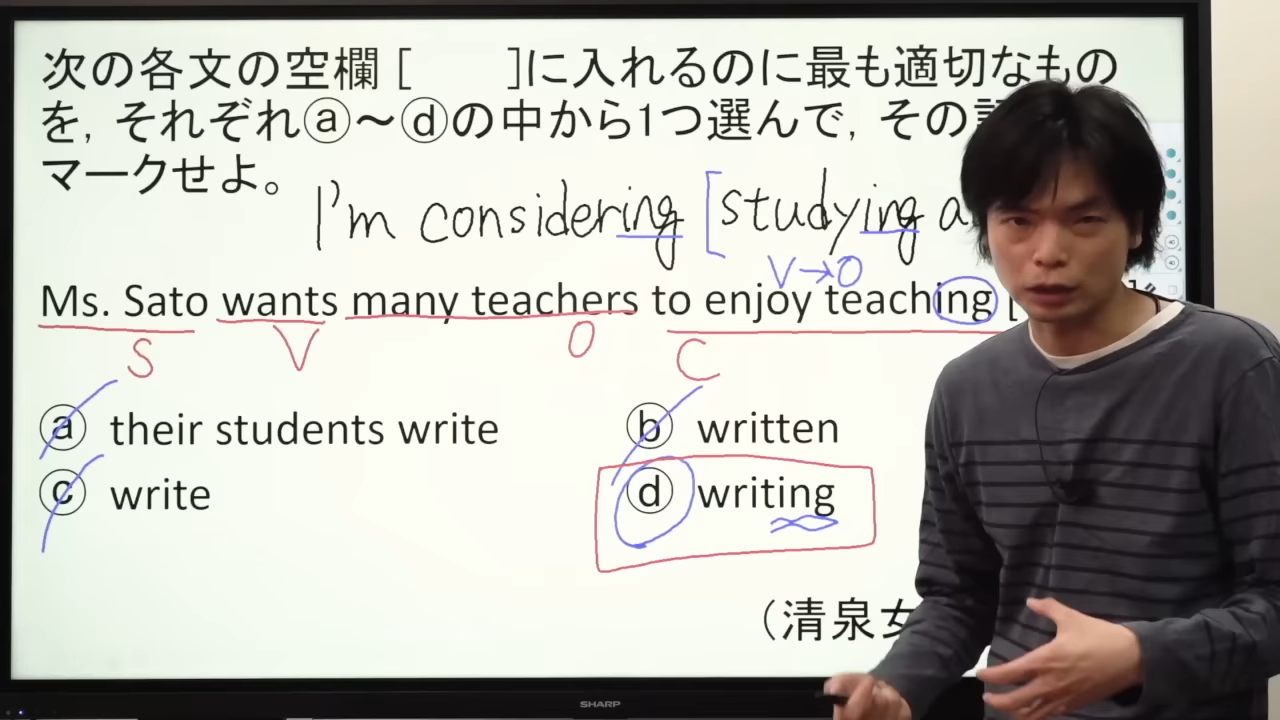 次の各文の空欄 [　　]に入れるのに最も適切なもの
を，それぞれⓐ～ⓓの中から1つ選んで，その
マークせよ。
I'm considering [studying a
V→O
Ms. Sato wants many teachers to enjoy teaching [
S V O C
ⓐ their students write ⓑ written
ⓒ write ⓓ writing
（清泉女
SHARP